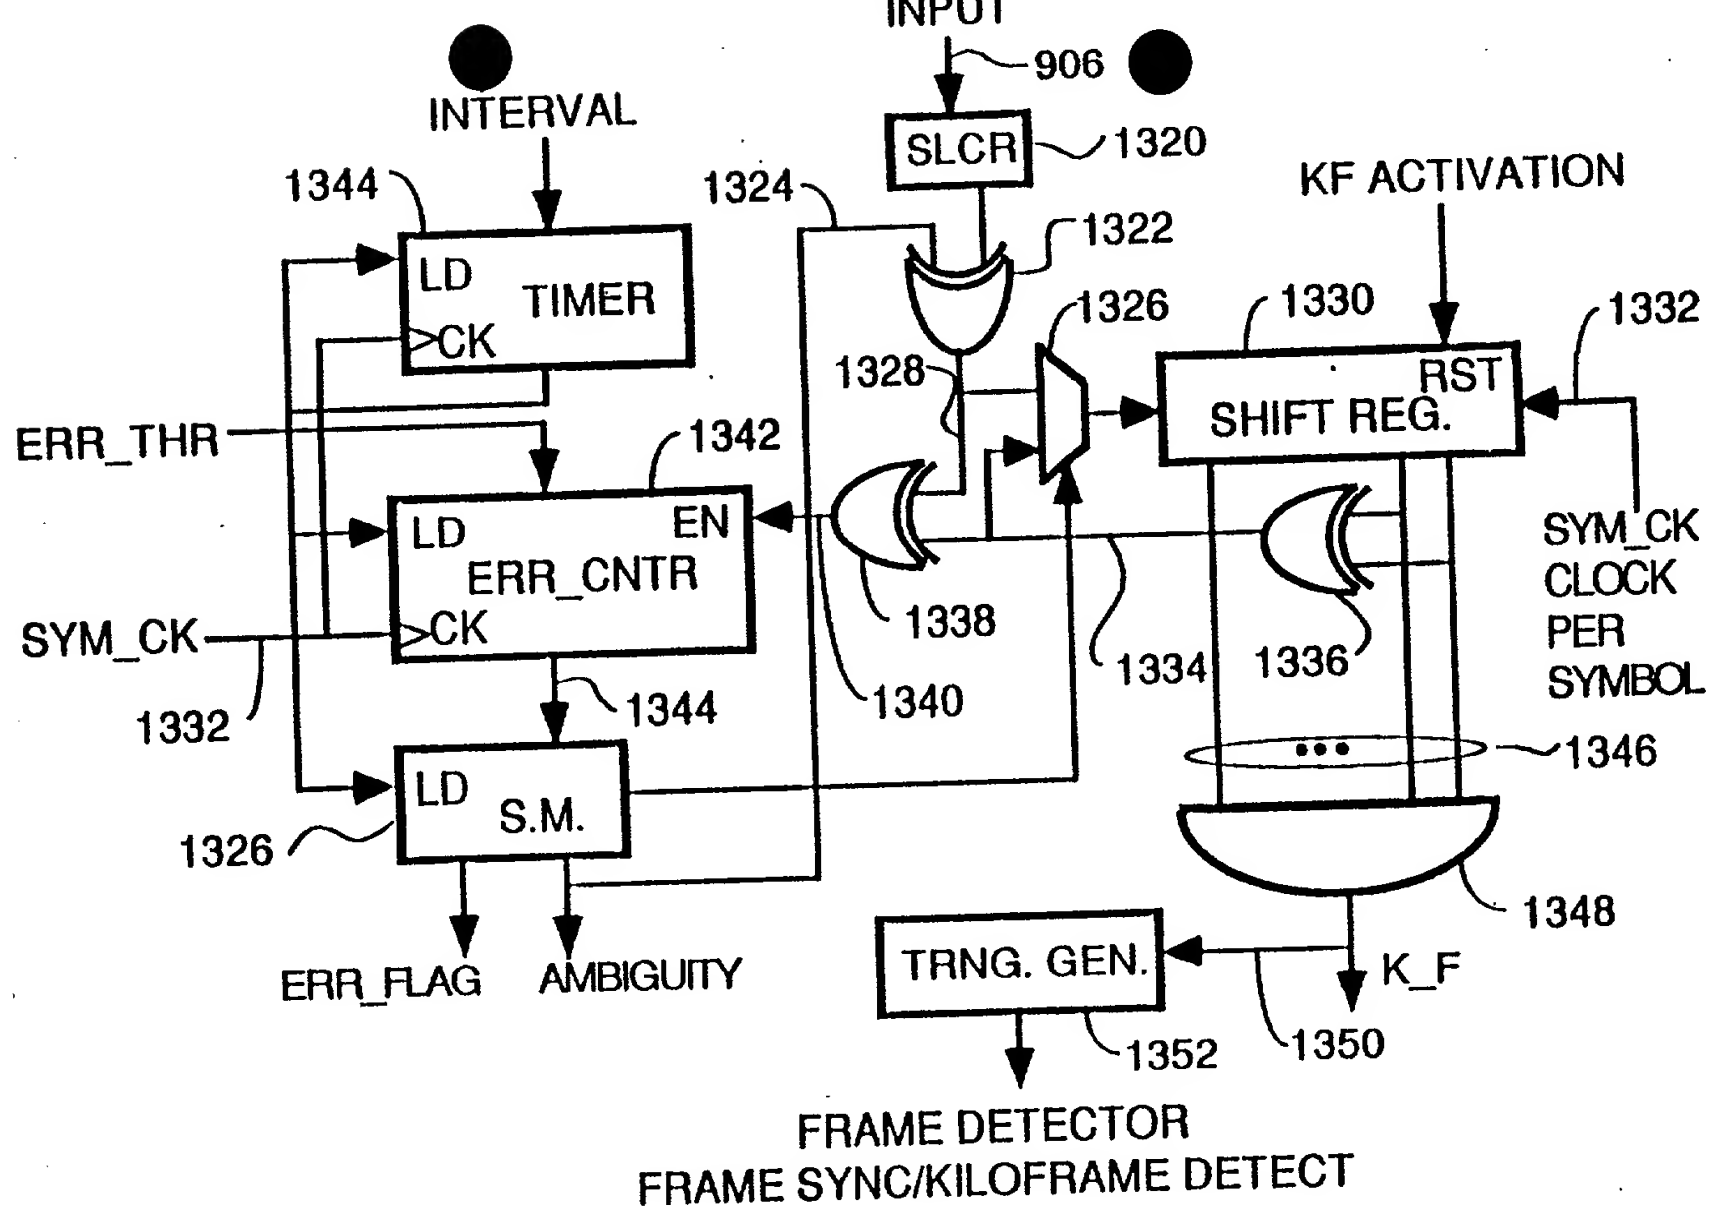 INPUT
906
INTERVAL
SLCR
1320
1344
1324
KF ACTIVATION
1322
LD
TIMER
CK
1326
1330
1332
1328
RST
SHIFT REG.
ERR_THR
1342
LD
EN
ERR_CNTR
CK
SYM_CK
CLOCK
PER
SYMBOL
SYM_CK
1338
1334
1336
1332
1344
1340
1346
LD
S.M.
1326
1348
ERR_FLAG
AMBIGUITY
TRNG. GEN.
K_F
1352
1350
FRAME DETECTOR
FRAME SYNC/KILOFRAME DETECT